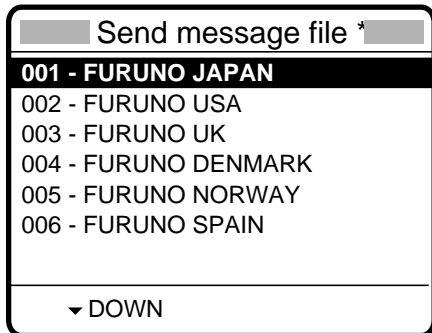 Send message file *
001 - FURUNO JAPAN
002 - FURUNO USA
003 - FURUNO UK
004 - FURUNO DENMARK
005 - FURUNO NORWAY
006 - FURUNO SPAIN
DOWN